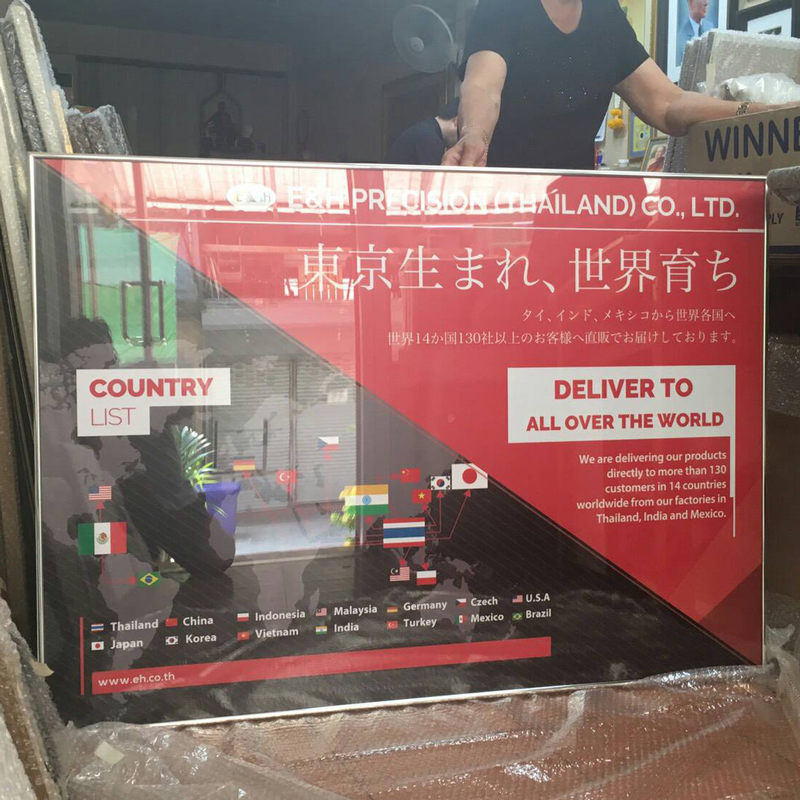 E&H E&H PRECISION (THAILAND) CO., LTD.
東京生まれ、世界育ち
タイ、インド、メキシコから世界各国へ
世界14か国130社以上のお客様へ直販でお届けしております。
COUNTRY
LIST
DELIVER TO
ALL OVER THE WORLD
We are delivering our products
directly to more than 130
customers in 14 countries
worldwide from our factories in
Thailand, India and Mexico.
Thailand China Indonesia Malaysia Germany Czech U.S.A
Japan Korea Vietnam India Turkey Mexico Brazil
www.eh.co.th
WINNE